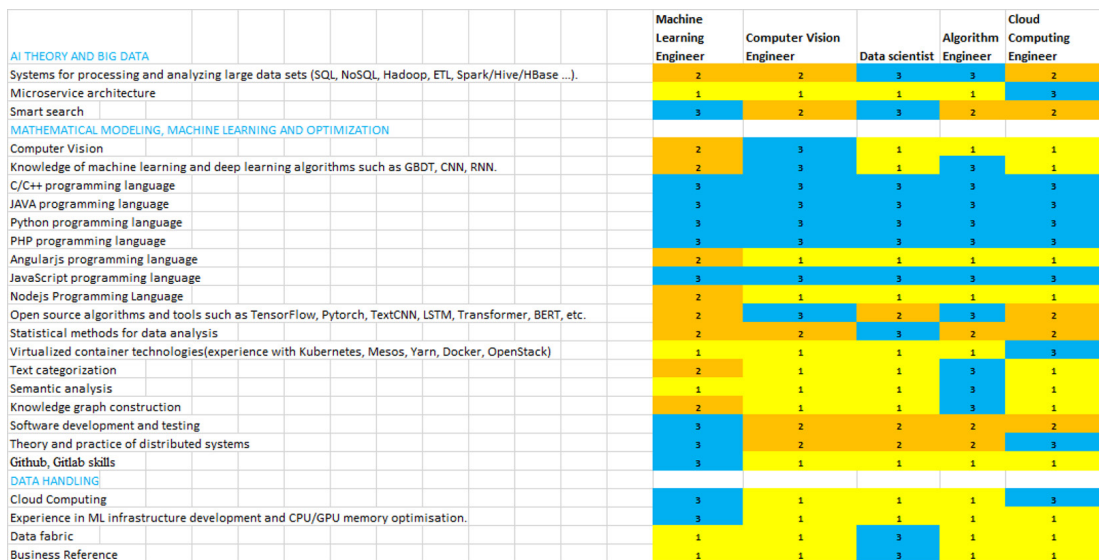 AI THEORY AND BIG DATA Machine Learning Engineer Computer Vision Engineer Data scientist Algorithm Engineer Cloud Computing Engineer
Systems for processing and analyzing large data sets (SQL, NoSQL, Hadoop, ETL, Spark/Hive/HBase ...). 2 2 3 3 2
Microservice architecture 1 1 1 1 3
Smart search 3 2 3 2 2
MATHEMATICAL MODELING, MACHINE LEARNING AND OPTIMIZATION
Computer Vision 2 3 1 1 1
Knowledge of machine learning and deep learning algorithms such as GBDT, CNN, RNN. 2 3 1 3 1
C/C++ programming language 3 3 3 3 3
JAVA programming language 3 3 3 3 3
Python programming language 3 3 3 3 3
PHP programming language 3 3 3 3 3
Angularjs programming language 2 1 1 1 1
JavaScript programming language 3 3 3 3 3
Nodejs Programming Language 2 1 1 1 1
Open source algorithms and tools such as TensorFlow, Pytorch, TextCNN, LSTM, Transformer, BERT, etc. 2 3 2 3 2
Statistical methods for data analysis 2 2 3 2 2
Virtualized container technologies(experience with Kubernetes, Mesos, Yarn, Docker, OpenStack) 1 1 1 1 3
Text categorization 2 1 1 3 1
Semantic analysis 1 1 1 3 1
Knowledge graph construction 2 1 1 3 1
Software development and testing 3 2 2 2 2
Theory and practice of distributed systems 3 2 2 2 3
Github, Gitlab skills 3 1 1 1 1
DATA HANDLING
Cloud Computing 3 1 1 1 3
Experience in ML infrastructure development and CPU/GPU memory optimisation. 3 1 1 1 1
Data fabric 1 1 3 1 1
Business Reference 1 1 3 1 1